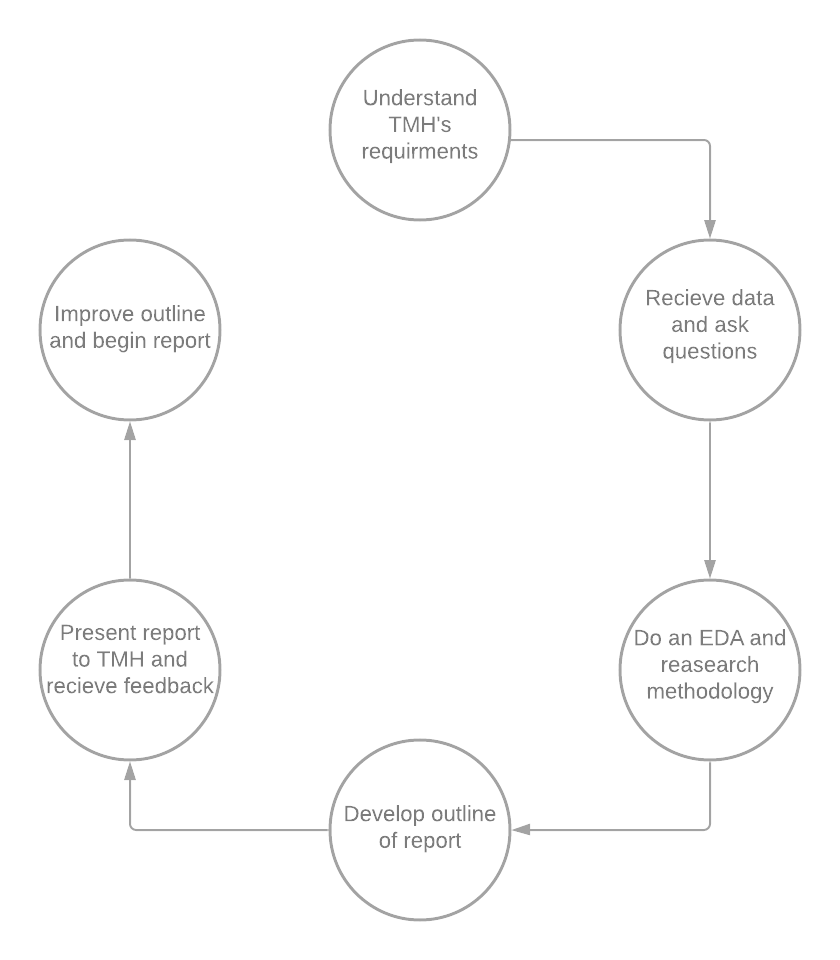 Understand
TMH's
requirments
Recieve data
and ask
questions
Do an EDA and
reasearch
methodology
Develop outline
of report
Present report
to TMH and
recieve feedback
Improve outline
and begin report